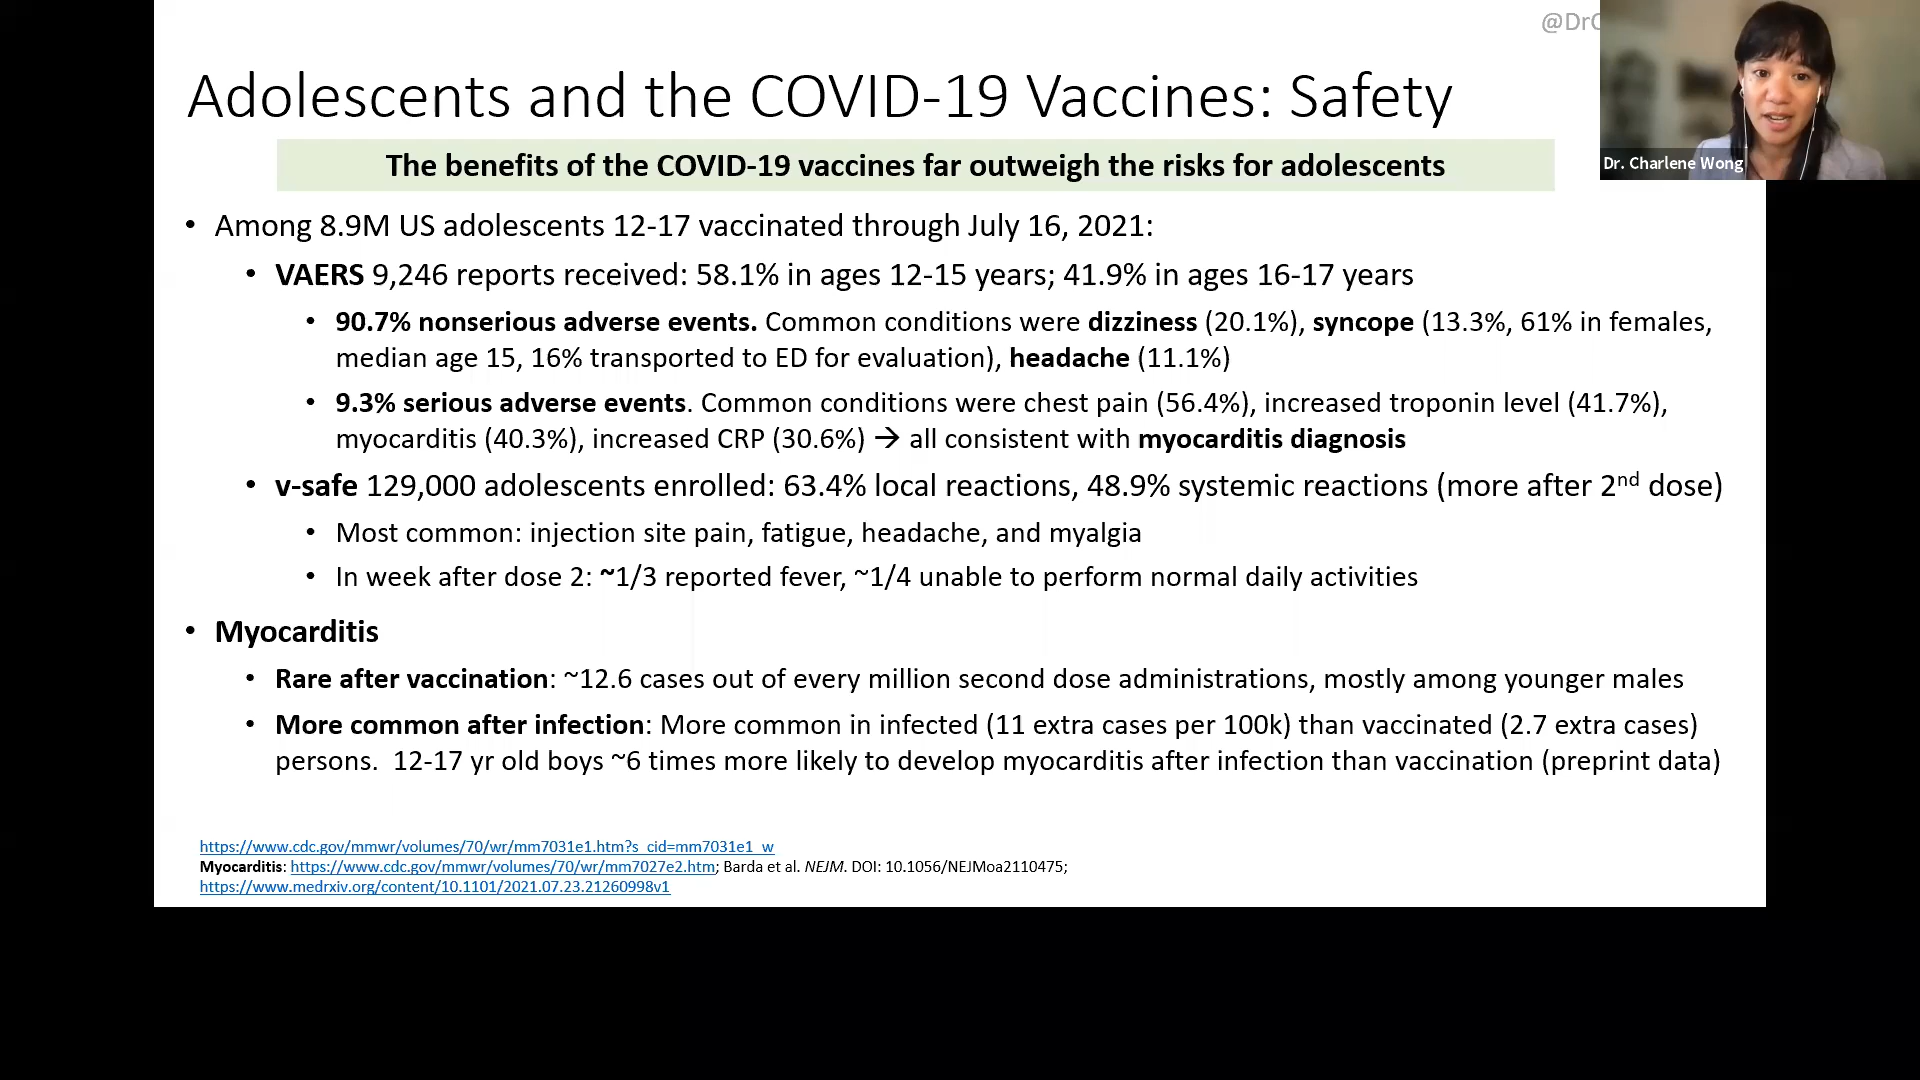 @DrC
Adolescents and the COVID-19 Vaccines: Safety
Dr. Charlene Wong
The benefits of the COVID-19 vaccines far outweigh the risks for adolescents
• Among 8.9M US adolescents 12-17 vaccinated through July 16, 2021:
• VAERS 9,246 reports received: 58.1% in ages 12-15 years; 41.9% in ages 16-17 years
• 90.7% nonserious adverse events. Common conditions were dizziness (20.1%), syncope (13.3%, 61% in females,
median age 15, 16% transported to ED for evaluation), headache (11.1%)
• 9.3% serious adverse events. Common conditions were chest pain (56.4%), increased troponin level (41.7%),
myocarditis (40.3%), increased CRP (30.6%) → all consistent with myocarditis diagnosis
• v-safe 129,000 adolescents enrolled: 63.4% local reactions, 48.9% systemic reactions (more after 2nd dose)
• Most common: injection site pain, fatigue, headache, and myalgia
• In week after dose 2: ~1/3 reported fever, ~1/4 unable to perform normal daily activities
• Myocarditis
• Rare after vaccination: ~12.6 cases out of every million second dose administrations, mostly among younger males
• More common after infection: More common in infected (11 extra cases per 100k) than vaccinated (2.7 extra cases)
persons. 12-17 yr old boys ~6 times more likely to develop myocarditis after infection than vaccination (preprint data)
https://www.cdc.gov/mmwr/volumes/70/wr/mm7031e1.htm?s_cid=mm7031e1_w
Myocarditis: https://www.cdc.gov/mmwr/volumes/70/wr/mm7027e2.htm; Barda et al. NEJM. DOI: 10.1056/NEJMoa2110475;
https://www.medrxiv.org/content/10.1101/2021.07.23.21260998v1